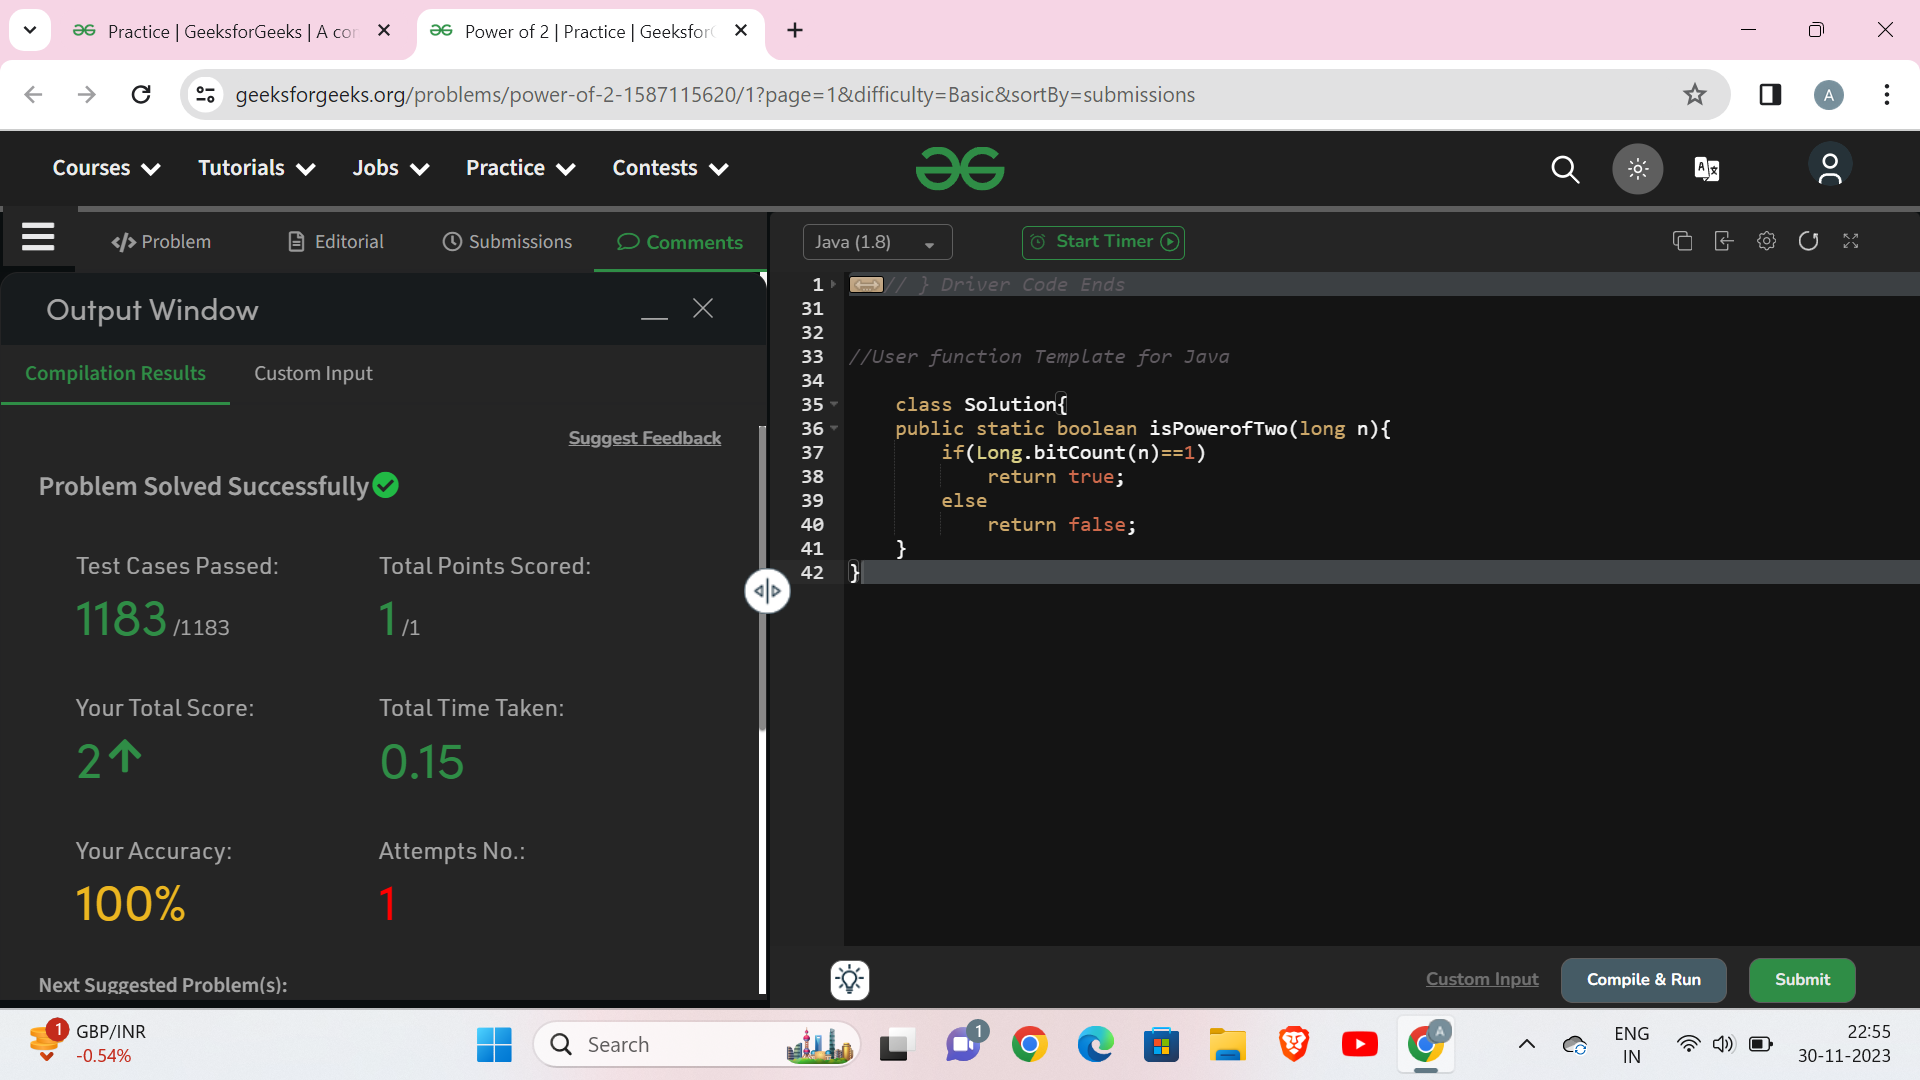 Practice | GeeksforGeeks | A co
Power of 2 | Practice | Geeksfor
geeksforgeeks.org/problems/power-of-2-1587115620/1?page=1&difficulty=Basic&sortBy=submissions
A
Courses
Tutorials
Jobs
Practice
Contests
Problem
Editorial
Submissions
Comments
Java (1.8)
Start Timer
Output Window
Compilation Results
Custom Input
Suggest Feedback
Problem Solved Successfully
Test Cases Passed:
Total Points Scored:
1183 /1183
1 /1
Your Total Score:
Total Time Taken:
2
0.15
Your Accuracy:
Attempts No.:
100%
1
Next Suggested Problem(s):
1 // } Driver Code Ends
31
32
33 //User function Template for Java
34
35 class Solution{
36 public static boolean isPowerofTwo(long n){
37 if(Long.bitCount(n)==1)
38 return true;
39 else
40 return false;
41 }
42 }
Custom Input
Compile & Run
Submit
1
GBP/INR
-0.54%
Search
1
A
ENG
IN
22:55
30-11-2023